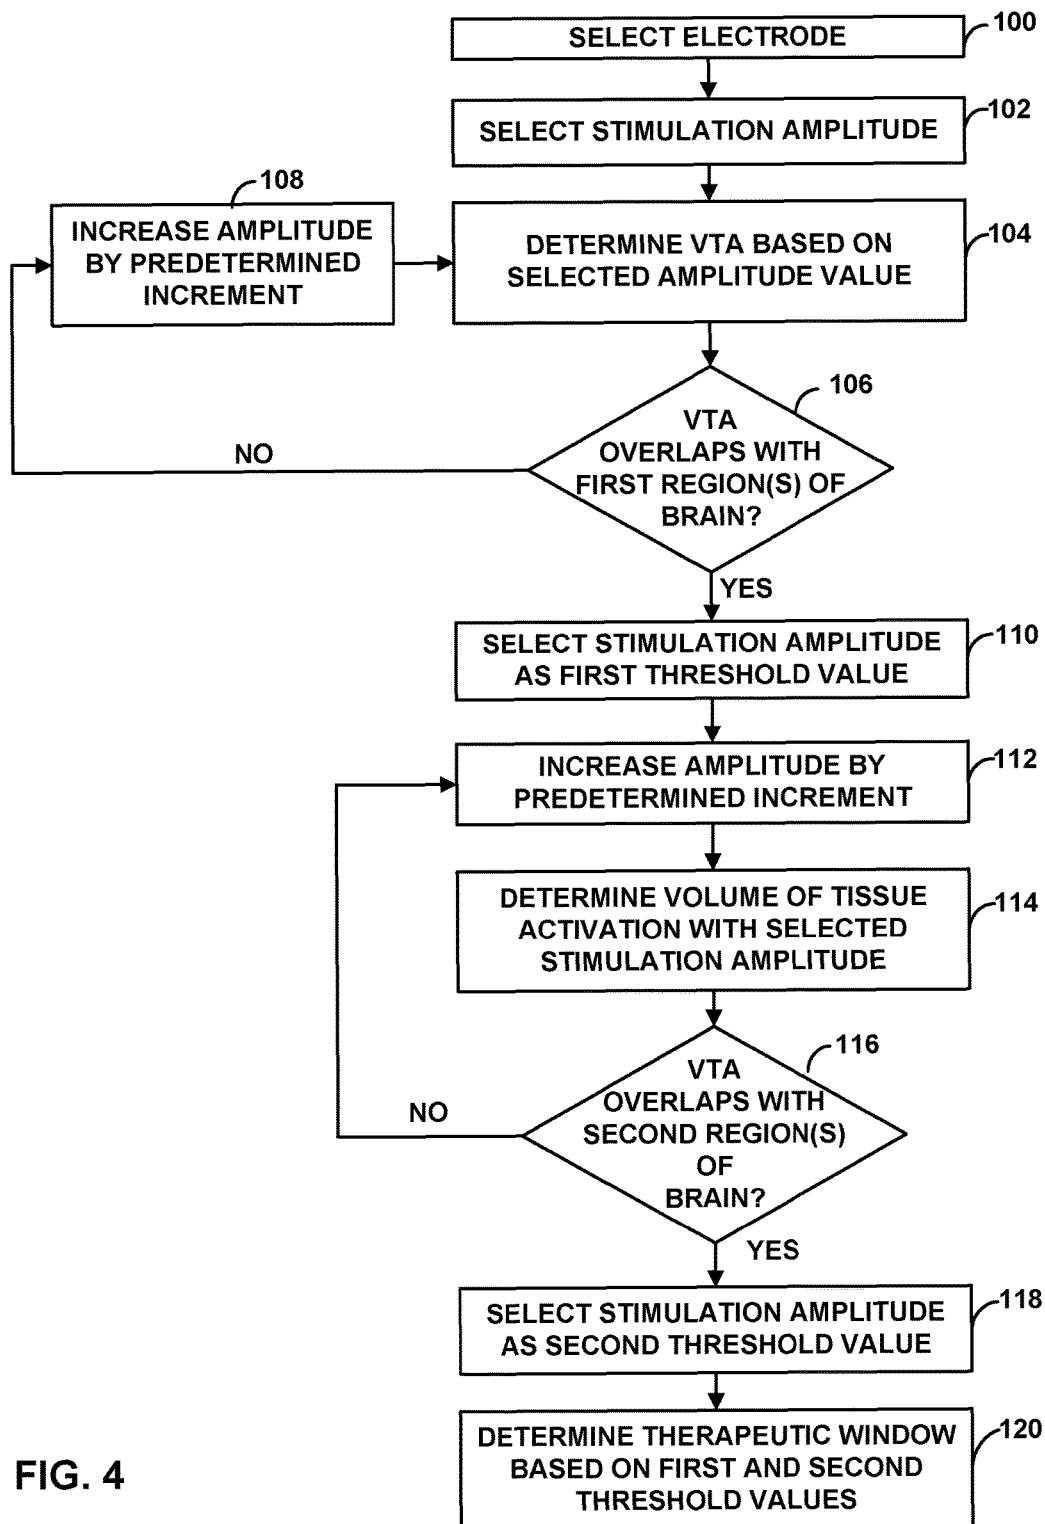 SELECT ELECTRODE
100
SELECT STIMULATION AMPLITUDE
102
108
INCREASE AMPLITUDE
BY PREDETERMINED
INCREMENT
DETERMINE VTA BASED ON
SELECTED AMPLITUDE VALUE
104
106
VTA
OVERLAPS WITH
FIRST REGION(S) OF
BRAIN?
NO
YES
SELECT STIMULATION AMPLITUDE
AS FIRST THRESHOLD VALUE
110
INCREASE AMPLITUDE BY
PREDETERMINED INCREMENT
112
DETERMINE VOLUME OF TISSUE
ACTIVATION WITH SELECTED
STIMULATION AMPLITUDE
114
116
VTA
OVERLAPS WITH
SECOND REGION(S)
OF
BRAIN?
NO
YES
SELECT STIMULATION AMPLITUDE
AS SECOND THRESHOLD VALUE
118
DETERMINE THERAPEUTIC WINDOW
BASED ON FIRST AND SECOND
THRESHOLD VALUES
120
FIG. 4